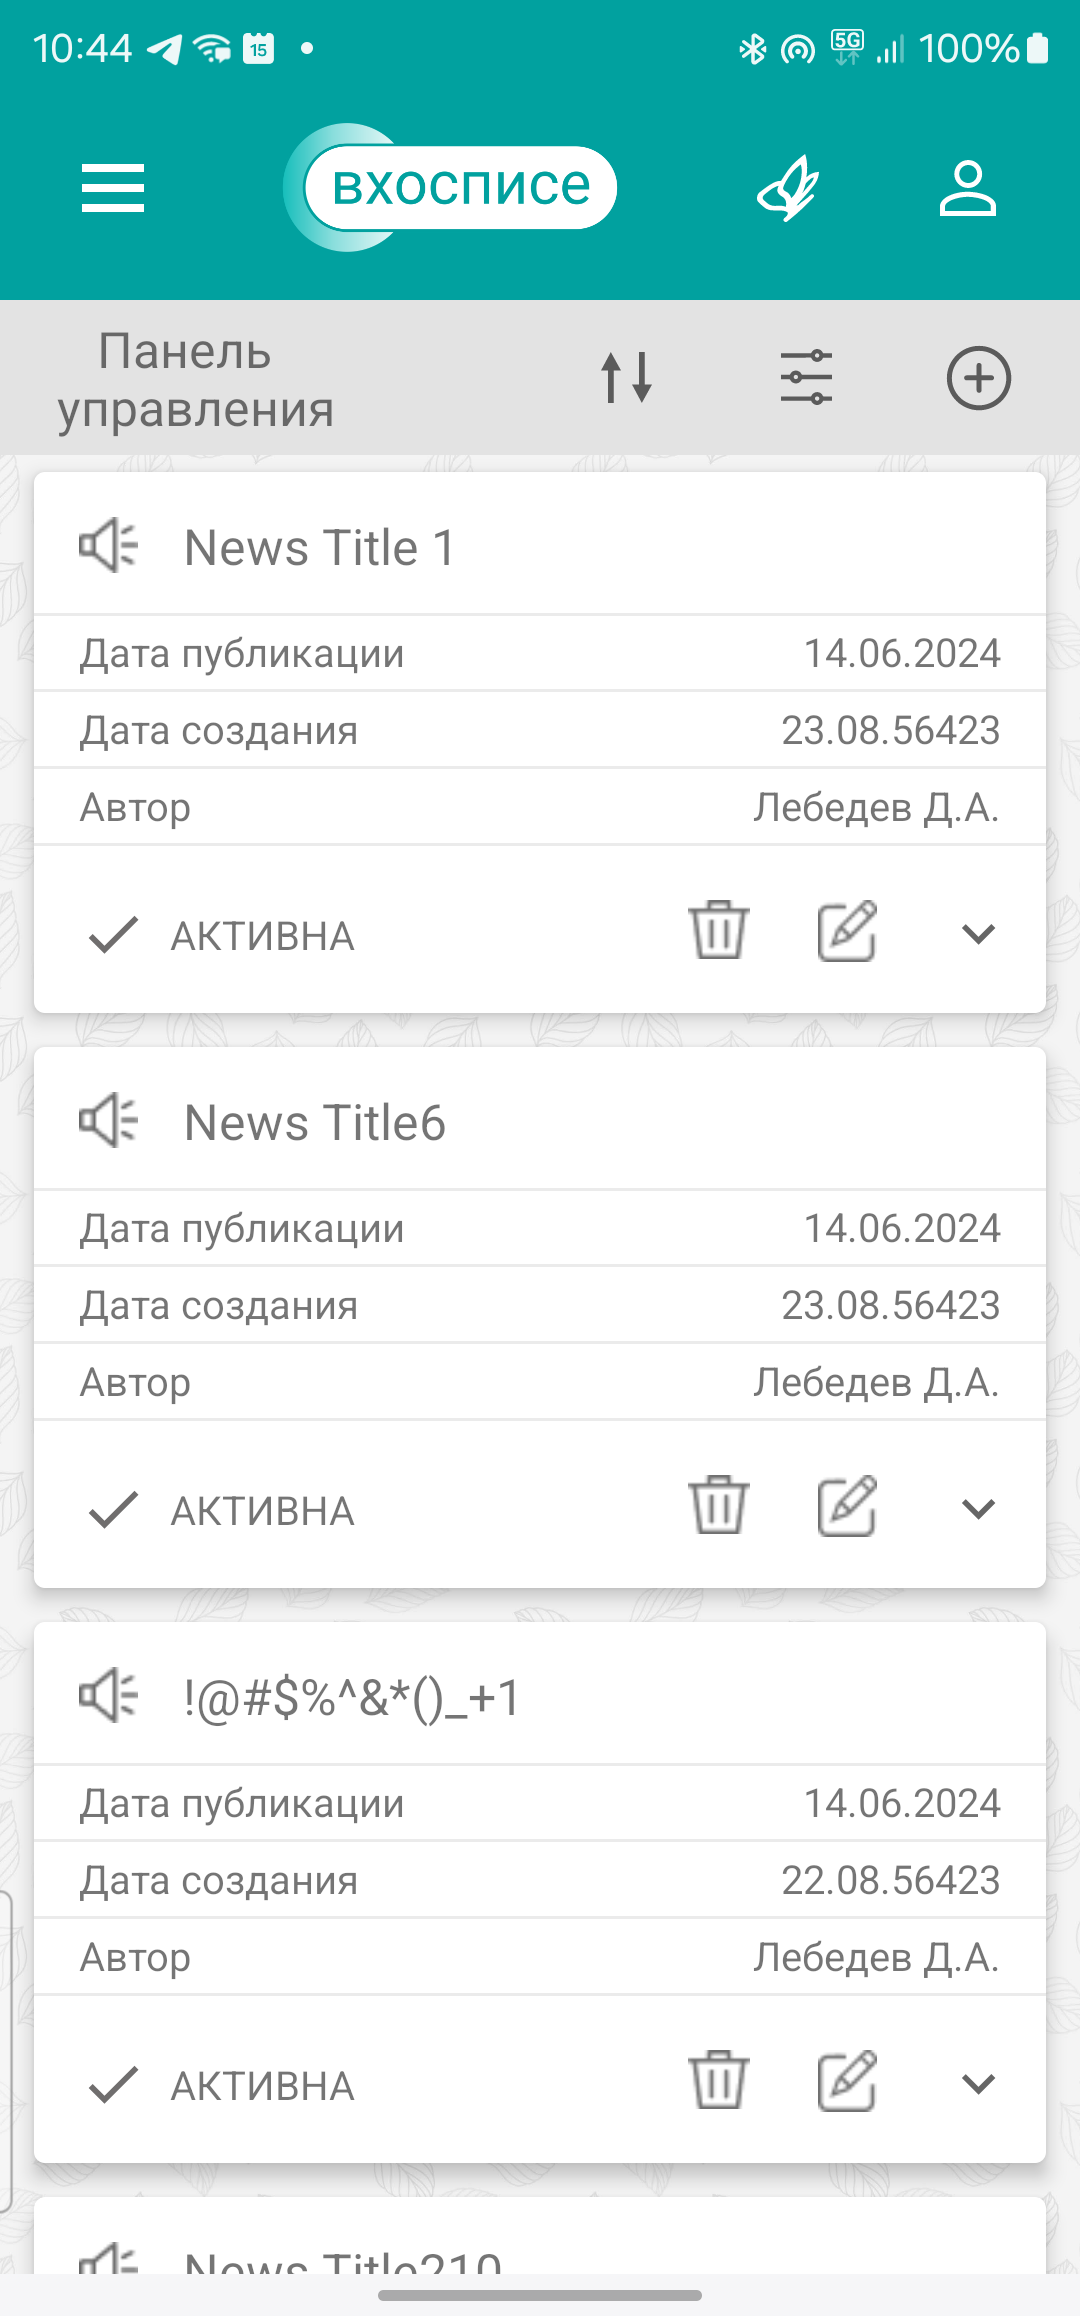 10:44 15 5G 100%
вхосписе
Панель
управления
News Title 1
Дата публикации 14.06.2024
Дата создания 23.08.56423
Автор Лебедев Д.А.
АКТИВНА
News Title6
Дата публикации 14.06.2024
Дата создания 23.08.56423
Автор Лебедев Д.А.
АКТИВНА
!@#$%^&*()_+1
Дата публикации 14.06.2024
Дата создания 22.08.56423
Автор Лебедев Д.А.
АКТИВНА
News Title210